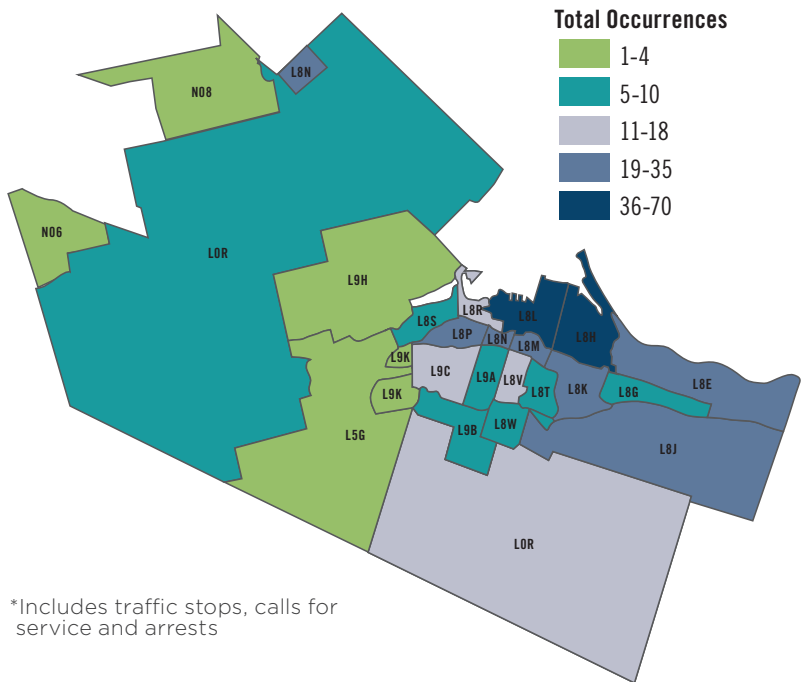 Total Occurrences
1-4
5-10
11-18
19-35
36-70
N08
L8N
N06
L0R
L9H
L8R
L8L
L8S
L8H
L8P
L8N
L8M
L9K
L9C
L9A
L8V
L8T
L8K
L8G
L8E
L9K
L5G
L9B
L8W
L8J
L0R
*Includes traffic stops, calls for
service and arrests